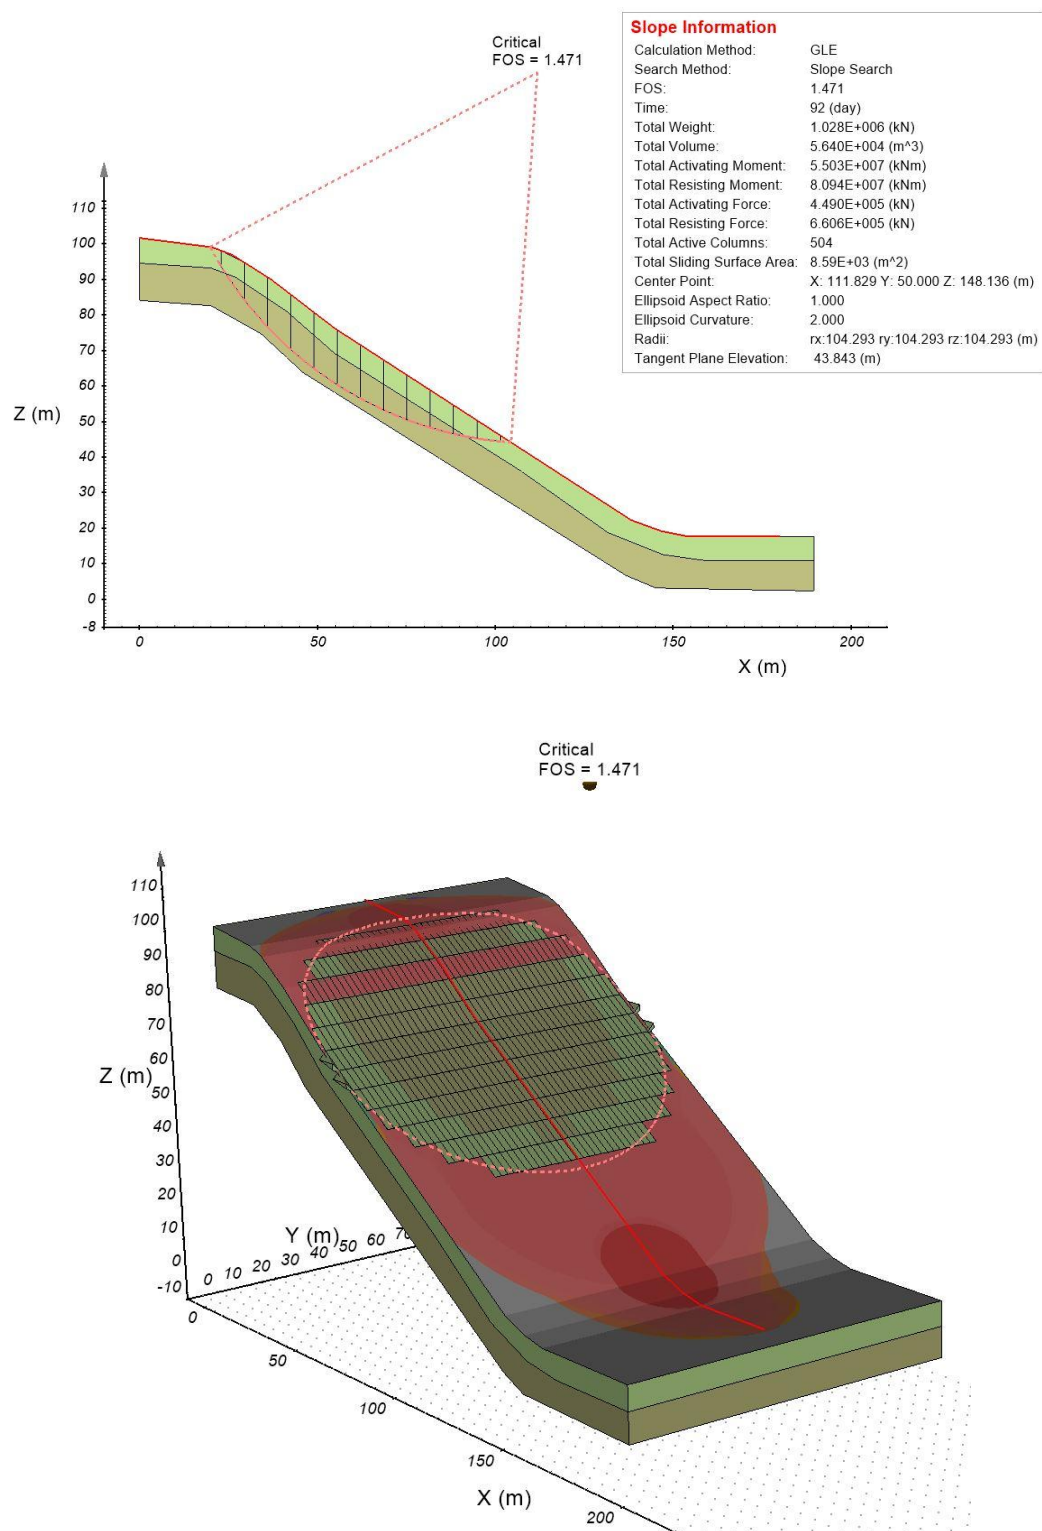 Critical
FOS = 1.471
Slope Information
Calculation Method: GLE
Search Method: Slope Search
FOS: 1.471
Time: 92 (day)
Total Weight: 1.028E+006 (kN)
Total Volume: 5.640E+004 (m^3)
Total Activating Moment: 5.503E+007 (kNm)
Total Resisting Moment: 8.094E+007 (kNm)
Total Activating Force: 4.490E+005 (kN)
Total Resisting Force: 6.606E+005 (kN)
Total Active Columns: 504
Total Sliding Surface Area: 8.59E+03 (m^2)
Center Point: X: 111.829 Y: 50.000 Z: 148.136 (m)
Ellipsoid Aspect Ratio: 1.000
Ellipsoid Curvature: 2.000
Radii: rx:104.293 ry:104.293 rz:104.293 (m)
Tangent Plane Elevation: 43.843 (m)
110
100
90
80
70
60
Z (m)
50
40
30
20
10
0
-8
0 50 100 150 200
X (m)
Critical
FOS = 1.471
110
100
90
80
70
60
Z (m)
50
40
30
20
10
0
-10
Y (m)
0 10 20 30 40 50 60
0
50
100
150
200
X (m)